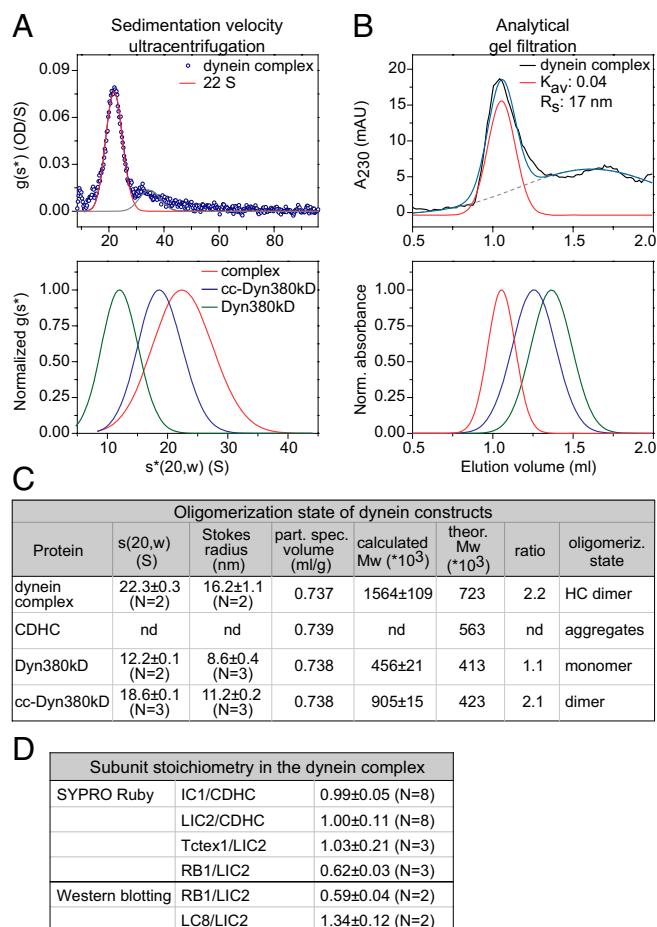 A
Sedimentation velocity
ultracentrifugation
dynein complex
22 S
g(s*) (OD/S)
0.09
0.06
0.03
0.00
20 40 60 80
complex
cc-Dyn380kD
Dyn380kD
Normalized g(s*)
1.00
0.75
0.50
0.25
0.00
10 20 30 40
s*(20,w) (S)
B
Analytical
gel filtration
dynein complex
Kav: 0.04
Rs: 17 nm
A230 (mAU)
20
15
10
5
0
0.5 1.0 1.5 2.0
Norm. absorbance
1.00
0.75
0.50
0.25
0.00
0.5 1.0 1.5 2.0
Elution volume (ml)
C
Oligomerization state of dynein constructs
Protein | s(20,w) (S) | Stokes radius (nm) | part. spec. volume (ml/g) | calculated Mw (*10³) | theor. Mw (*10³) | ratio | oligomeriz. state
dynein complex | 22.3±0.3 (N=2) | 16.2±1.1 (N=2) | 0.737 | 1564±109 | 723 | 2.2 | HC dimer
CDHC | nd | nd | 0.739 | nd | 563 | nd | aggregates
Dyn380kD | 12.2±0.1 (N=2) | 8.6±0.4 (N=3) | 0.738 | 456±21 | 413 | 1.1 | monomer
cc-Dyn380kD | 18.6±0.1 (N=3) | 11.2±0.2 (N=3) | 0.738 | 905±15 | 423 | 2.1 | dimer
D
Subunit stoichiometry in the dynein complex
SYPRO Ruby | IC1/CDHC | 0.99±0.05 (N=8)
LIC2/CDHC | 1.00±0.11 (N=8)
Tctex1/LIC2 | 1.03±0.21 (N=3)
RB1/LIC2 | 0.62±0.03 (N=3)
Western blotting | RB1/LIC2 | 0.59±0.04 (N=2)
LC8/LIC2 | 1.34±0.12 (N=2)